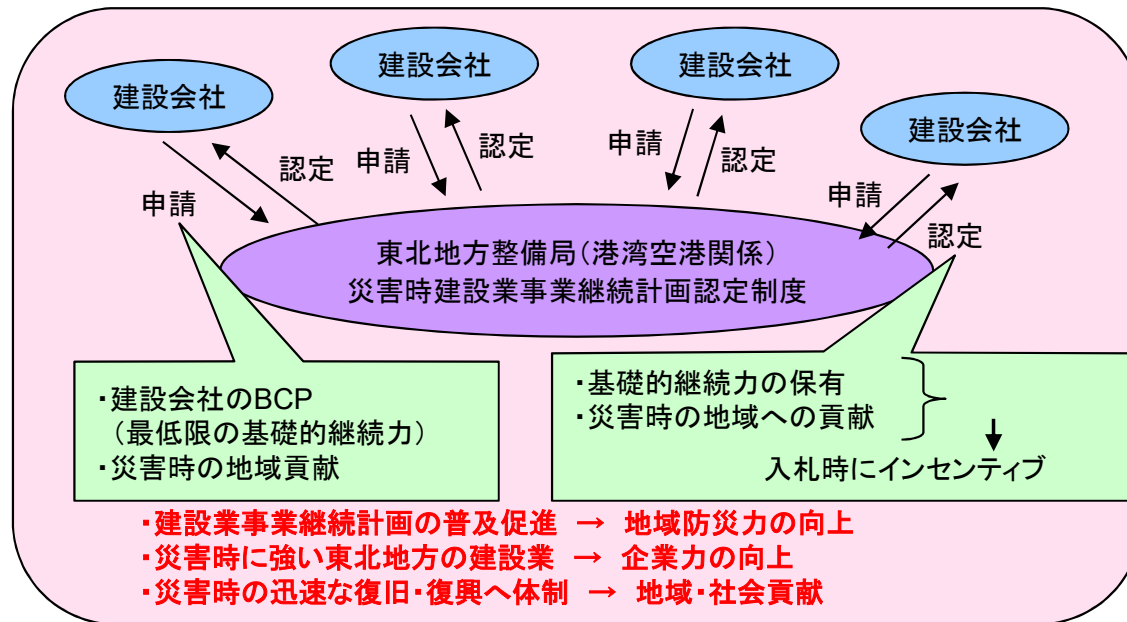 建設会社
建設会社
建設会社
建設会社
申請
認定
申請
認定
申請
認定
申請
認定
東北地方整備局(港湾空港関係)
災害時建設業事業継続計画認定制度
・建設会社のBCP
(最低限の基礎的継続力)
・災害時の地域貢献
・基礎的継続力の保有
・災害時の地域への貢献
入札時にインセンティブ
・建設業事業継続計画の普及促進 → 地域防災力の向上
・災害時に強い東北地方の建設業 → 企業力の向上
・災害時の迅速な復旧・復興へ体制 → 地域・社会貢献